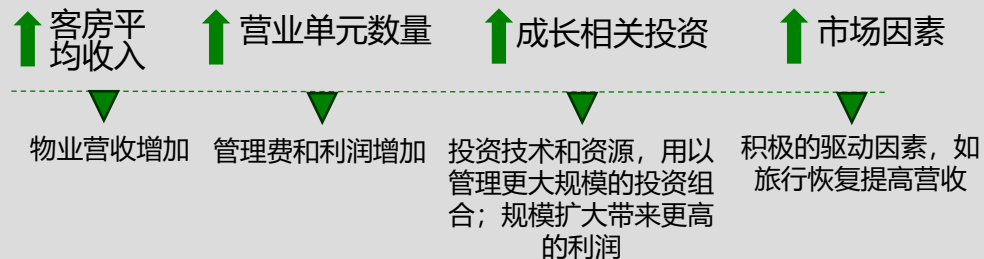 客房平
均收入
营业单元数量
成长相关投资
市场因素
物业营收增加
管理费和利润增加
投资技术和资源，用以
管理更大规模的投资组
合；规模扩大带来更高
的利润
积极的驱动因素，如
旅行恢复提高营收